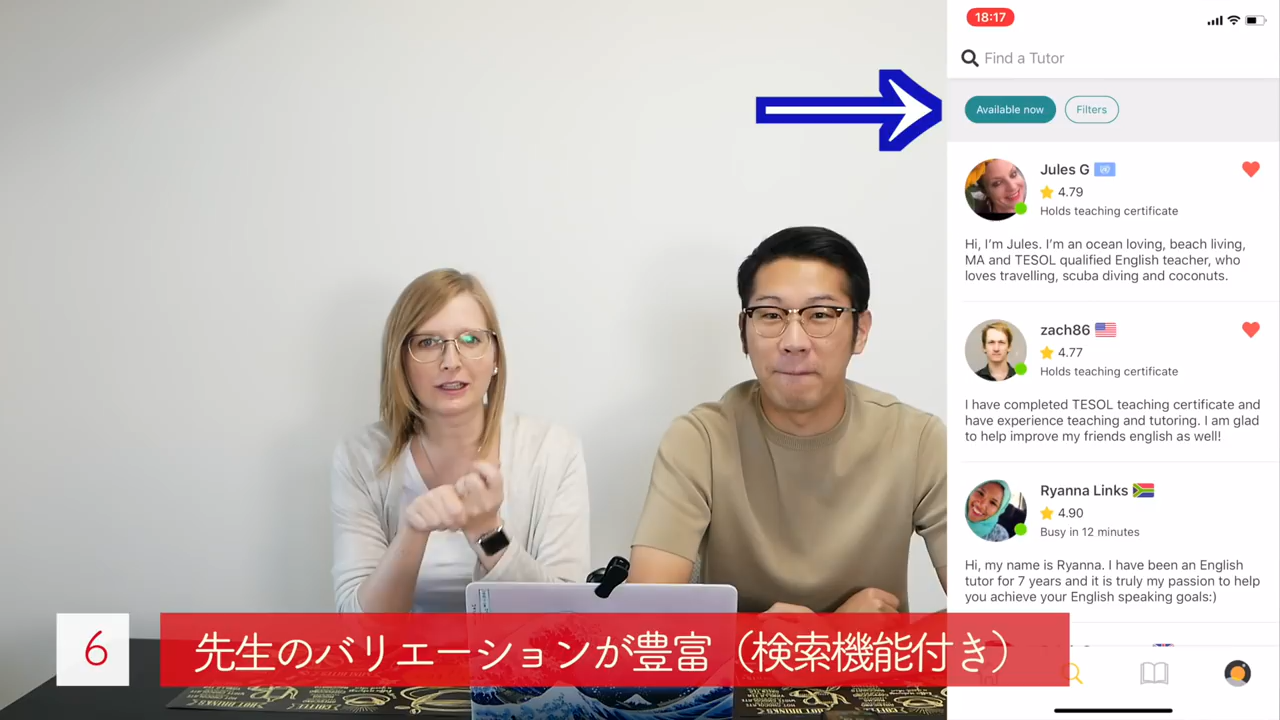 18:17
Find a Tutor
Available now
Filters
Jules G
4.79
Holds teaching certificate
Hi, I'm Jules. I'm an ocean loving, beach living,
MA and TESOL qualified English teacher, who
loves travelling, scuba diving and coconuts.
zach86
4.77
Holds teaching certificate
I have completed TESOL teaching certificate and
have experience teaching and tutoring. I am glad
to help improve my friends english as well!
Ryanna Links
4.90
Busy in 12 minutes
Hi, my name is Ryanna. I have been an English
tutor for 7 years and it is truly my passion to help
you achieve your English speaking goals:)
6
先生のバリエーションが豊富（検索機能付き）
HOT DRINKS